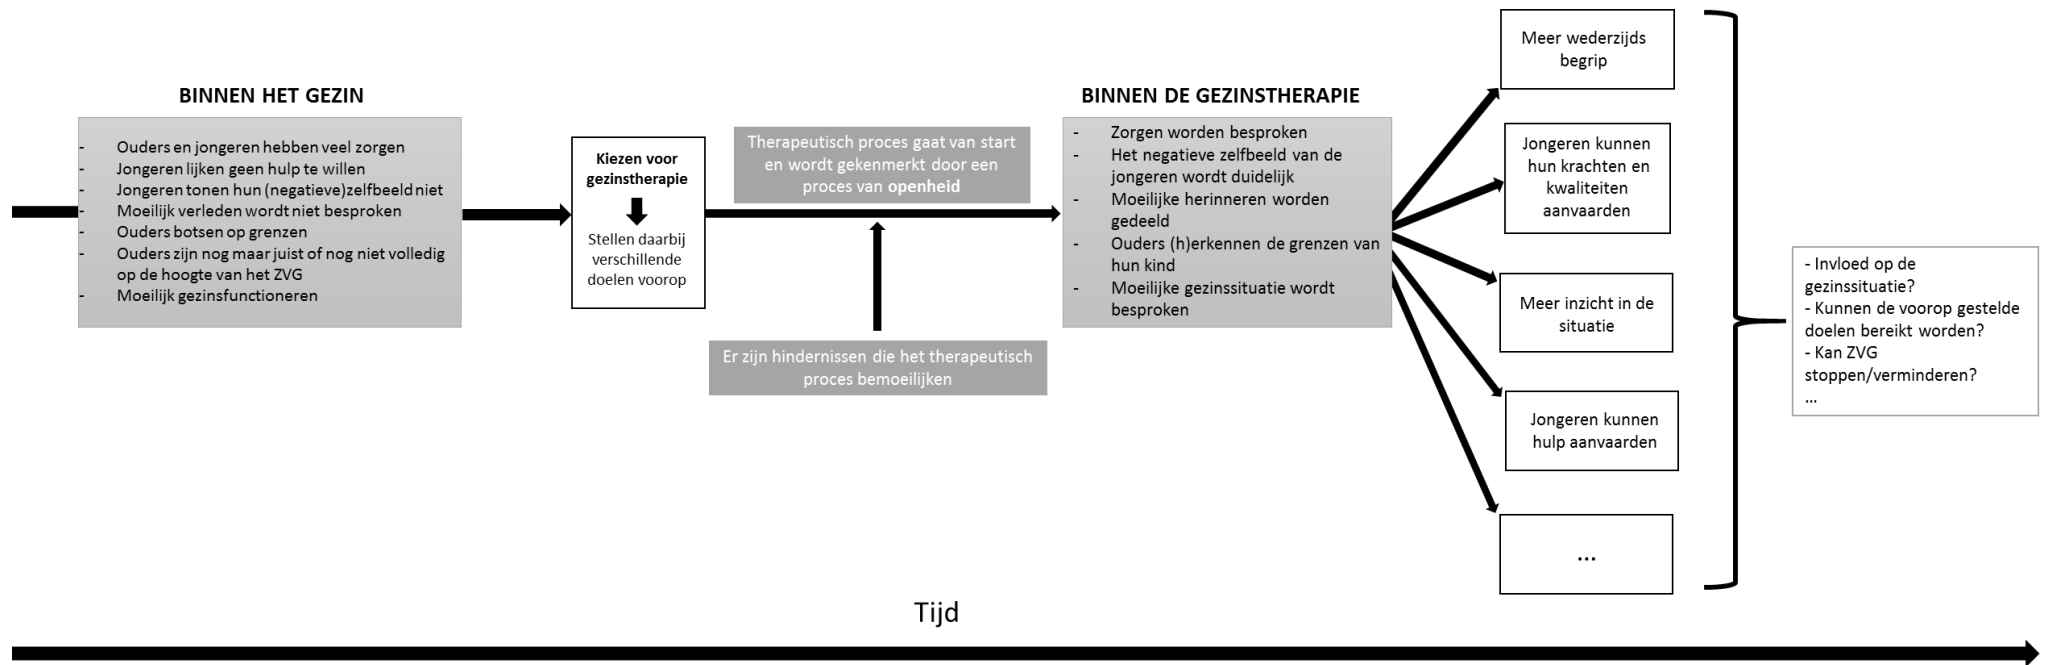 BINNEN HET GEZIN
- Ouders en jongeren hebben veel zorgen
- Jongeren lijken geen hulp te willen
- Jongeren tonen hun (negatieve)zelfbeeld niet
- Moeilijk verleden wordt niet besproken
- Ouders botsen op grenzen
- Ouders zijn nog maar juist of nog niet volledig
op de hoogte van het ZVG
- Moeilijk gezinsfunctioneren
Kiezen voor
gezinstherapie
Stellen daarbij
verschillende
doelen voorop
Therapeutisch proces gaat van start
en wordt gekenmerkt door een
proces van openheid
Er zijn hindernissen die het therapeutisch
proces bemoeilijken
BINNEN DE GEZINSTHERAPIE
- Zorgen worden besproken
- Het negatieve zelfbeeld van de
jongeren wordt duidelijk
- Moeilijke herinneren worden
gedeeld
- Ouders (h)erkennen de grenzen van
hun kind
- Moeilijke gezinssituatie wordt
besproken
Meer wederzijds
begrip
Jongeren kunnen
hun krachten en
kwaliteiten
aanvaarden
Meer inzicht in de
situatie
Jongeren kunnen
hulp aanvaarden
...
- Invloed op de
gezinssituatie?
- Kunnen de voorop gestelde
doelen bereikt worden?
- Kan ZVG
stoppen/verminderen?
...
Tijd